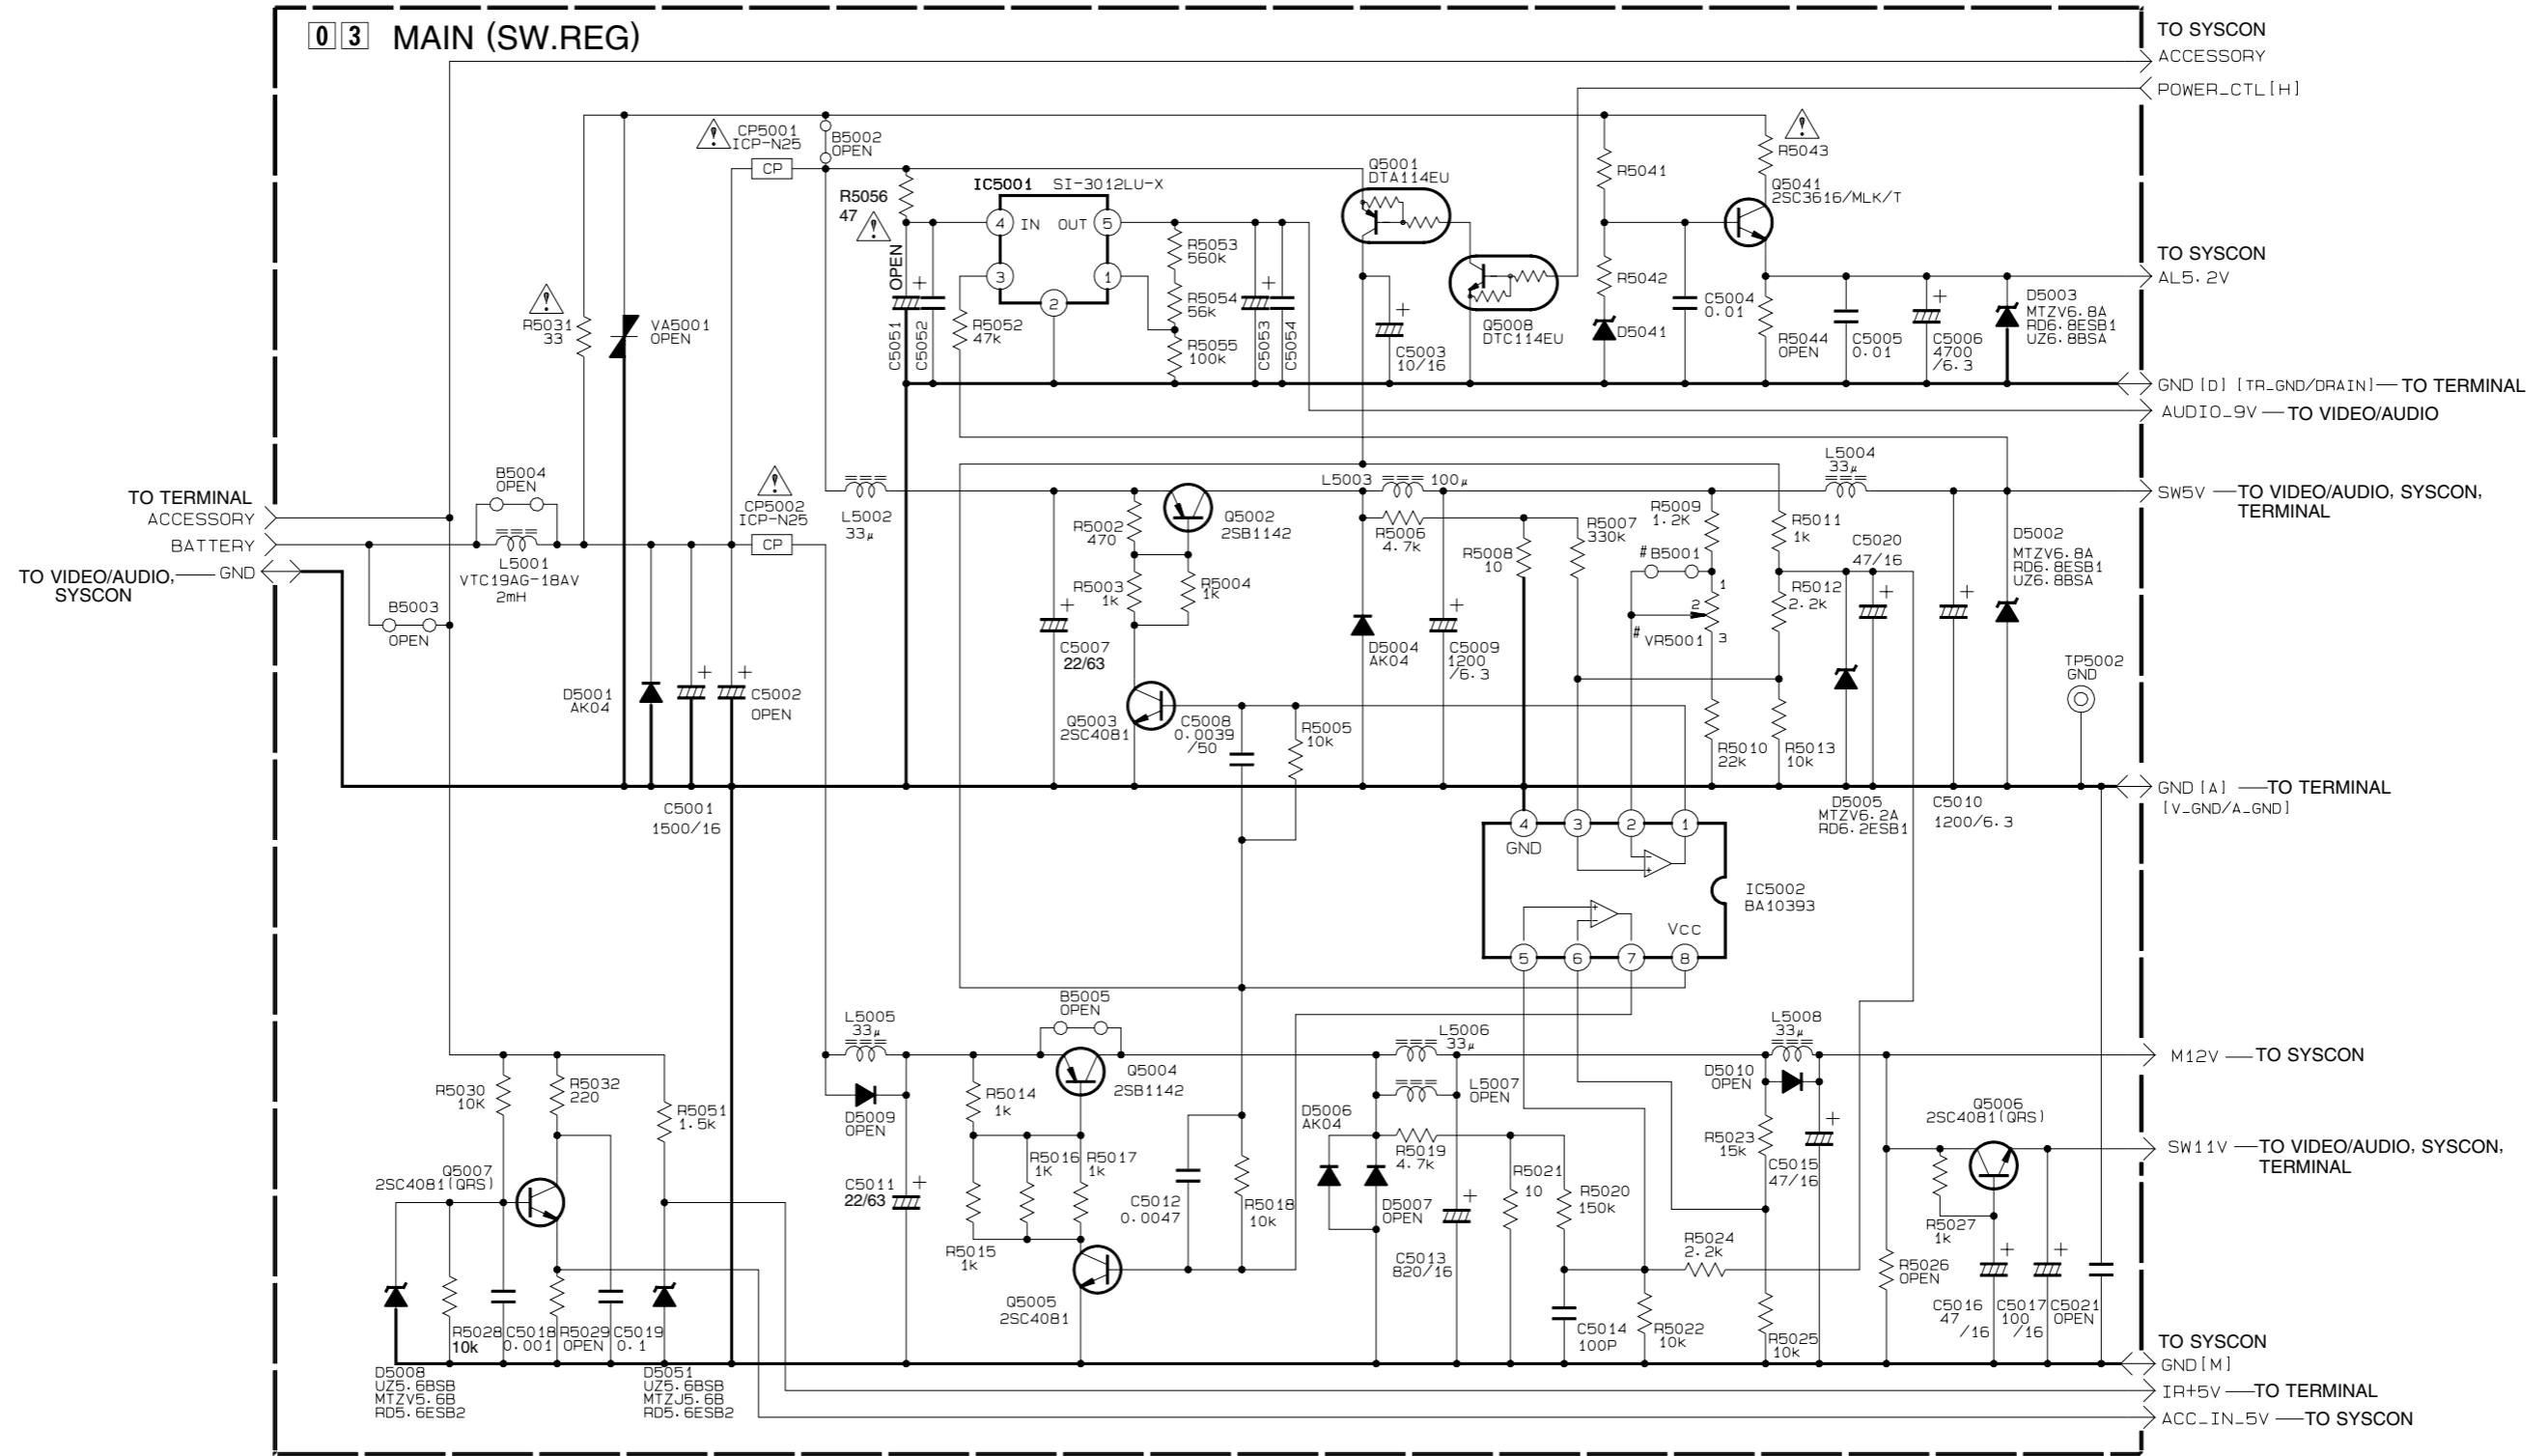 03 MAIN (SW.REG)
TO SYSCON
ACCESSORY
POWER_CTL[H]
CP5001
ICP-N25
CP
B5002
OPEN
R5056
47
IC5001 SI-3012LU-X
4 IN OUT 5
3 1
2
OPEN
C5051
C5052
R5052
47k
R5053
560k
R5054
56k
R5055
100k
C5053
C5054
Q5001
DTA114EU
Q5008
DTC114EU
C5003
10/16
R5041
R5042
D5041
R5043
Q5041
2SC3616/MLK/T
C5004
0.01
R5044
OPEN
C5005
0.01
C5006
4700
/6.3
D5003
MTZV6.8A
RD6.8ESB1
UZ6.8BSA
TO SYSCON
AL5.2V
GND [D] [TR_GND/DRAIN] TO TERMINAL
AUDIO_9V TO VIDEO/AUDIO
R5031
33
VA5001
OPEN
TO TERMINAL
ACCESSORY
BATTERY
TO VIDEO/AUDIO, GND
SYSCON
B5004
OPEN
L5001
VTC19AG-18AV
2mH
B5003
OPEN
CP5002
ICP-N25
CP
D5001
AK04
C5002
OPEN
C5001
1500/16
L5002
33μ
R5002
470
Q5002
2SB1142
R5003
1k
R5004
1k
C5007
22/63
Q5003
2SC4081
C5008
0.0039
/50
R5005
10k
L5003 100μ
R5006
4.7k
D5004
AK04
C5009
1200
/6.3
R5008
10
R5007
330k
R5009
1.2K
#B5001
1
2
3
#VR5001
R5010
22k
R5011
1k
R5012
2.2k
R5013
10k
L5004
33μ
C5020
47/16
D5002
MTZV6.8A
RD6.8ESB1
UZ6.8BSA
D5005
MTZV6.2A
RD6.2ESB1
C5010
1200/6.3
TP5002
GND
SW5V TO VIDEO/AUDIO, SYSCON,
TERMINAL
GND [A] TO TERMINAL
[V_GND/A_GND]
4 3 2 1
GND
IC5002
BA10393
Vcc
5 6 7 8
L5005
33μ
D5009
OPEN
B5005
OPEN
Q5004
2SB1142
R5014
1k
R5016
1K
R5017
1k
R5015
1k
C5011
22/63
Q5005
2SC4081
C5012
0.0047
R5018
10k
L5006
33μ
L5007
OPEN
D5006
AK04
D5007
OPEN
R5019
4.7k
C5013
820/16
R5021
10
R5020
150k
C5014
100P
R5022
10k
R5024
2.2k
L5008
33μ
D5010
OPEN
R5023
15k
C5015
47/16
R5025
10k
Q5006
2SC4081(QRS)
R5027
1k
R5026
OPEN
C5016
47
/16
C5017
100
/16
C5021
OPEN
M12V TO SYSCON
SW11V TO VIDEO/AUDIO, SYSCON,
TERMINAL
R5030
10K
R5032
220
R5051
1.5k
Q5007
2SC4081(QRS)
R5028
10k
C5018
0.001
R5029
OPEN
C5019
0.1
D5008
UZ5.6BSB
MTZV5.6B
RD5.6ESB2
D5051
UZ5.6BSB
MTZJ5.6B
RD5.6ESB2
TO SYSCON
GND[M]
IR+5V TO TERMINAL
ACC_IN_5V TO SYSCON